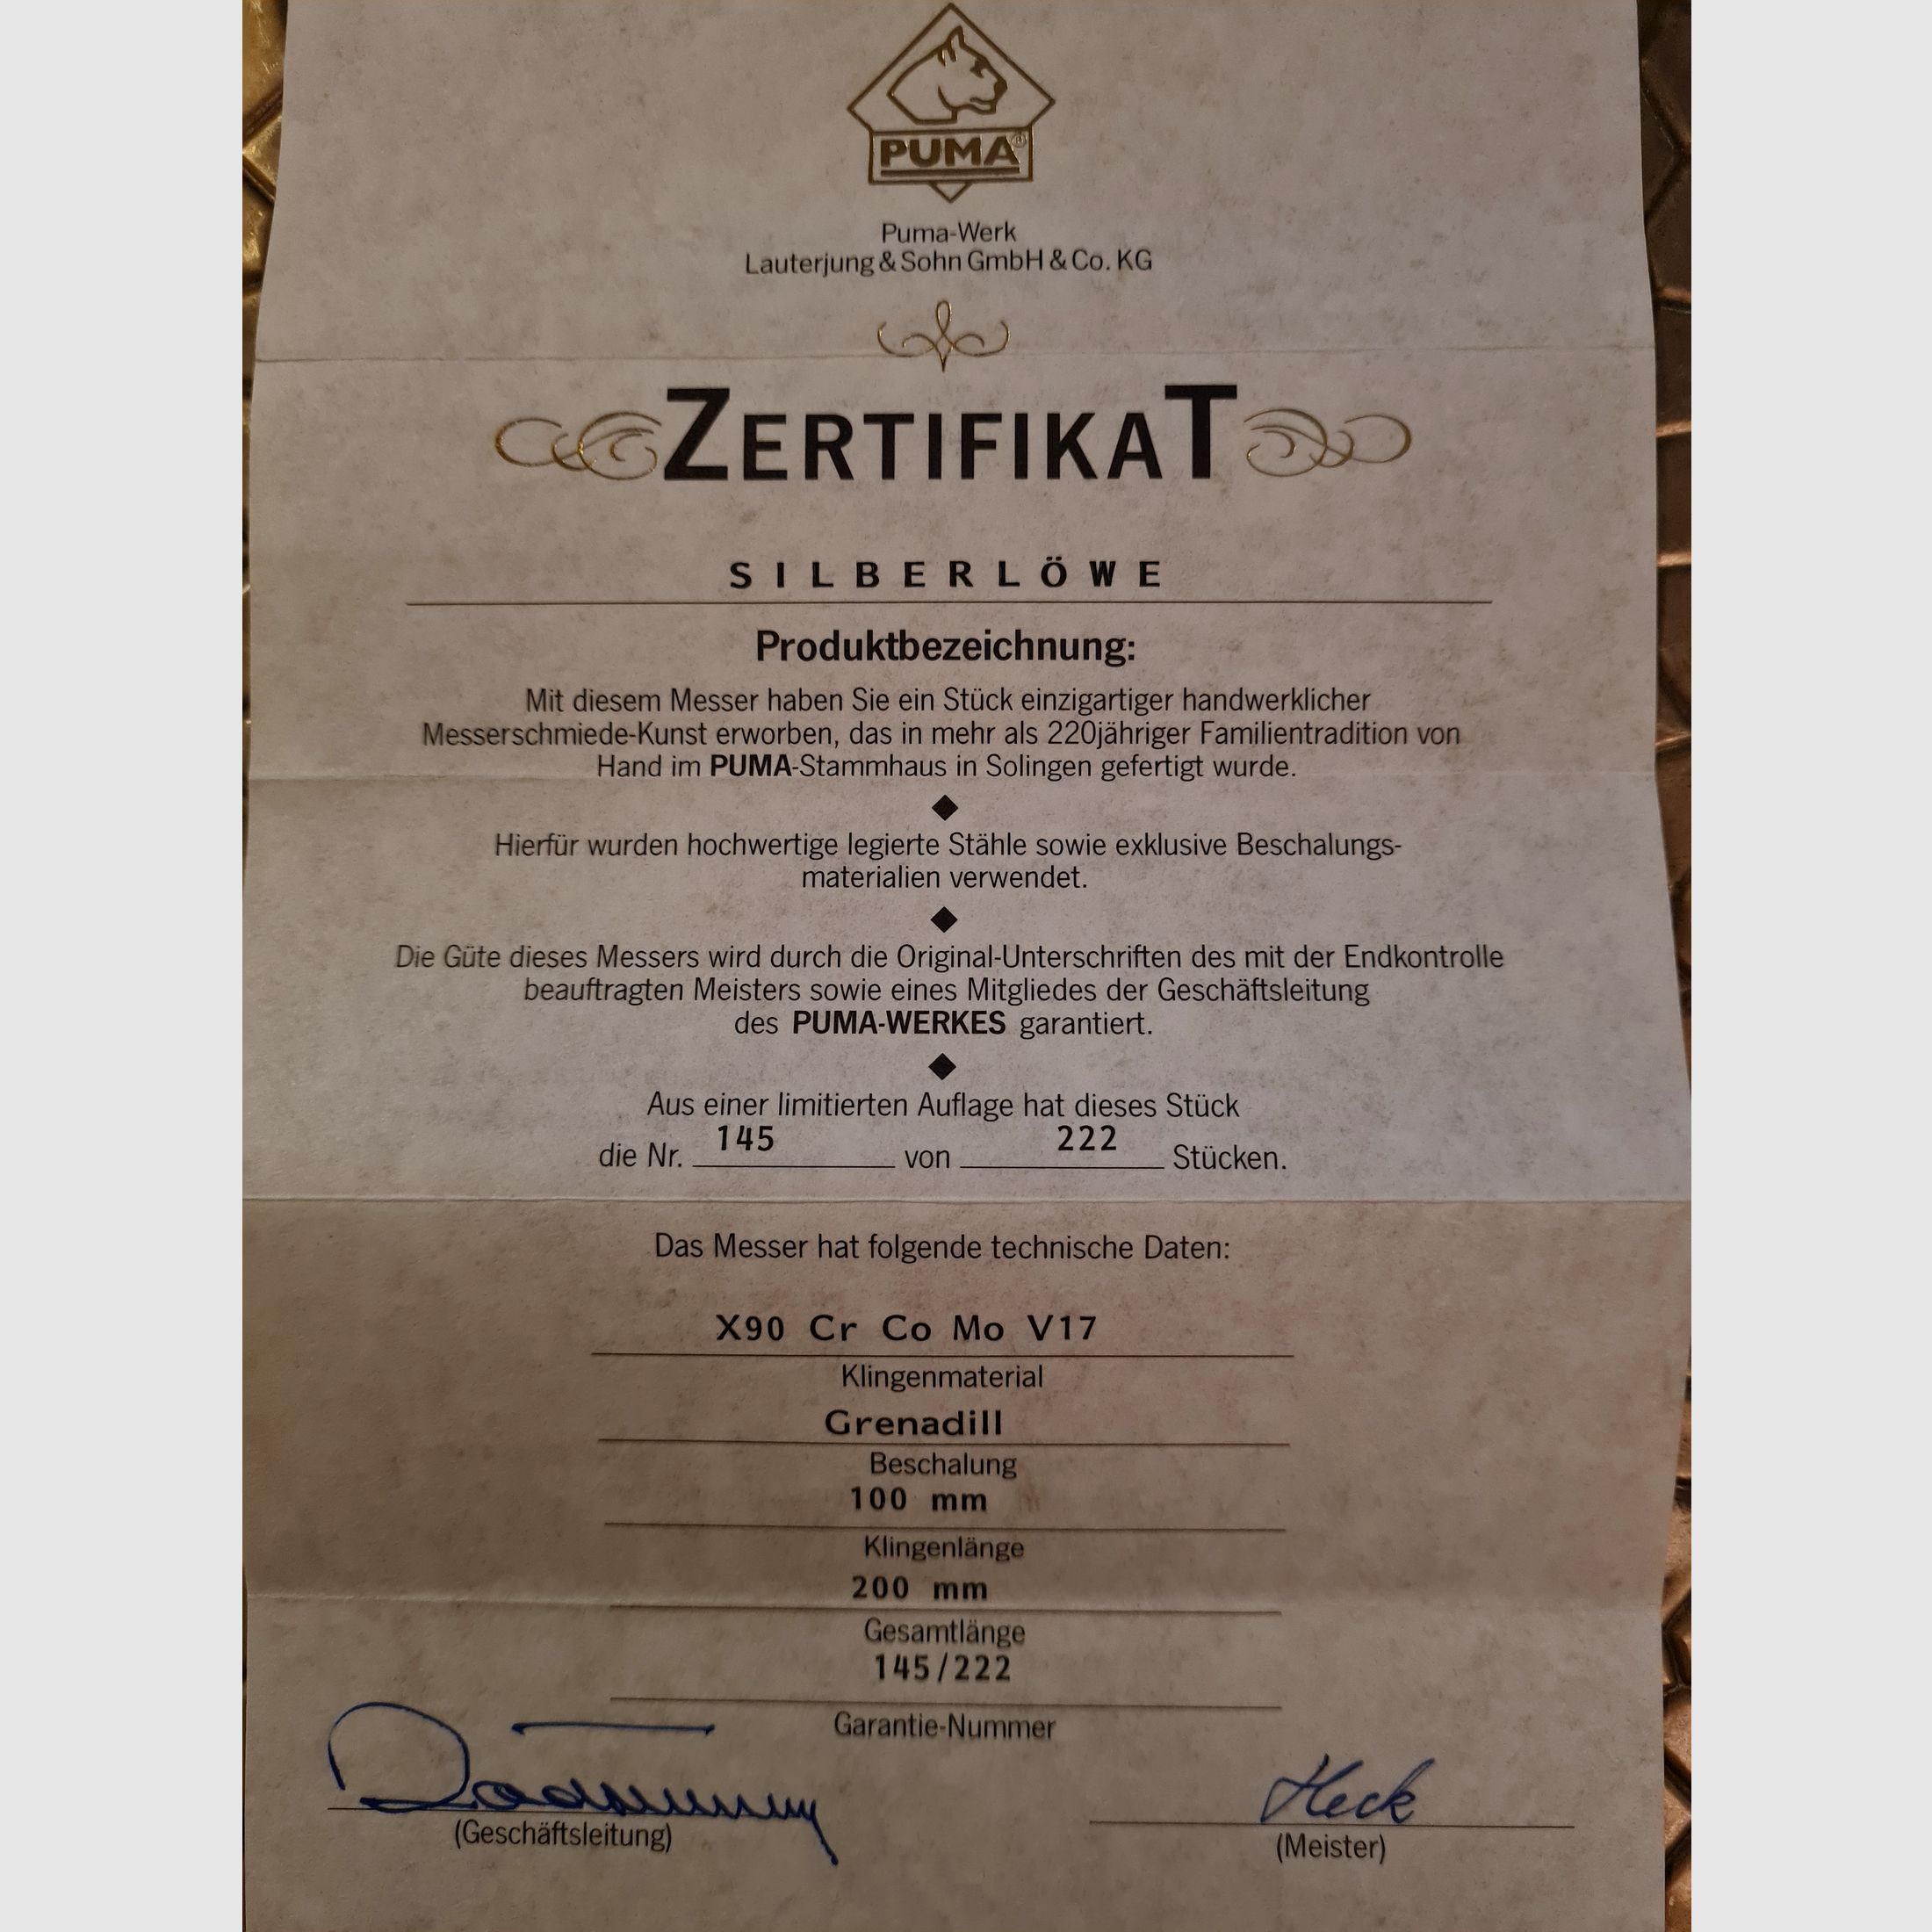 PUMA®
Puma-Werk
Lauterjung & Sohn GmbH & Co. KG
ZERTIFIKAT
SILBERLÖWE
Produktbezeichnung:
Mit diesem Messer haben Sie ein Stück einzigartiger handwerklicher
Messerschmiede-Kunst erworben, das in mehr als 220jähriger Familientradition von
Hand im PUMA-Stammhaus in Solingen gefertigt wurde.
Hierfür wurden hochwertige legierte Stähle sowie exklusive Beschalungs-
materialien verwendet.
Die Güte dieses Messers wird durch die Original-Unterschriften des mit der Endkontrolle
beauftragten Meisters sowie eines Mitgliedes der Geschäftsleitung
des PUMA-WERKES garantiert.
Aus einer limitierten Auflage hat dieses Stück
die Nr. 145 von 222 Stücken.
Das Messer hat folgende technische Daten:
X90 Cr Co Mo V17
Klingenmaterial
Grenadill
Beschalung
100 mm
Klingenlänge
200 mm
Gesamtlänge
145/222
Garantie-Nummer
Heck
(Geschäftsleitung)
(Meister)